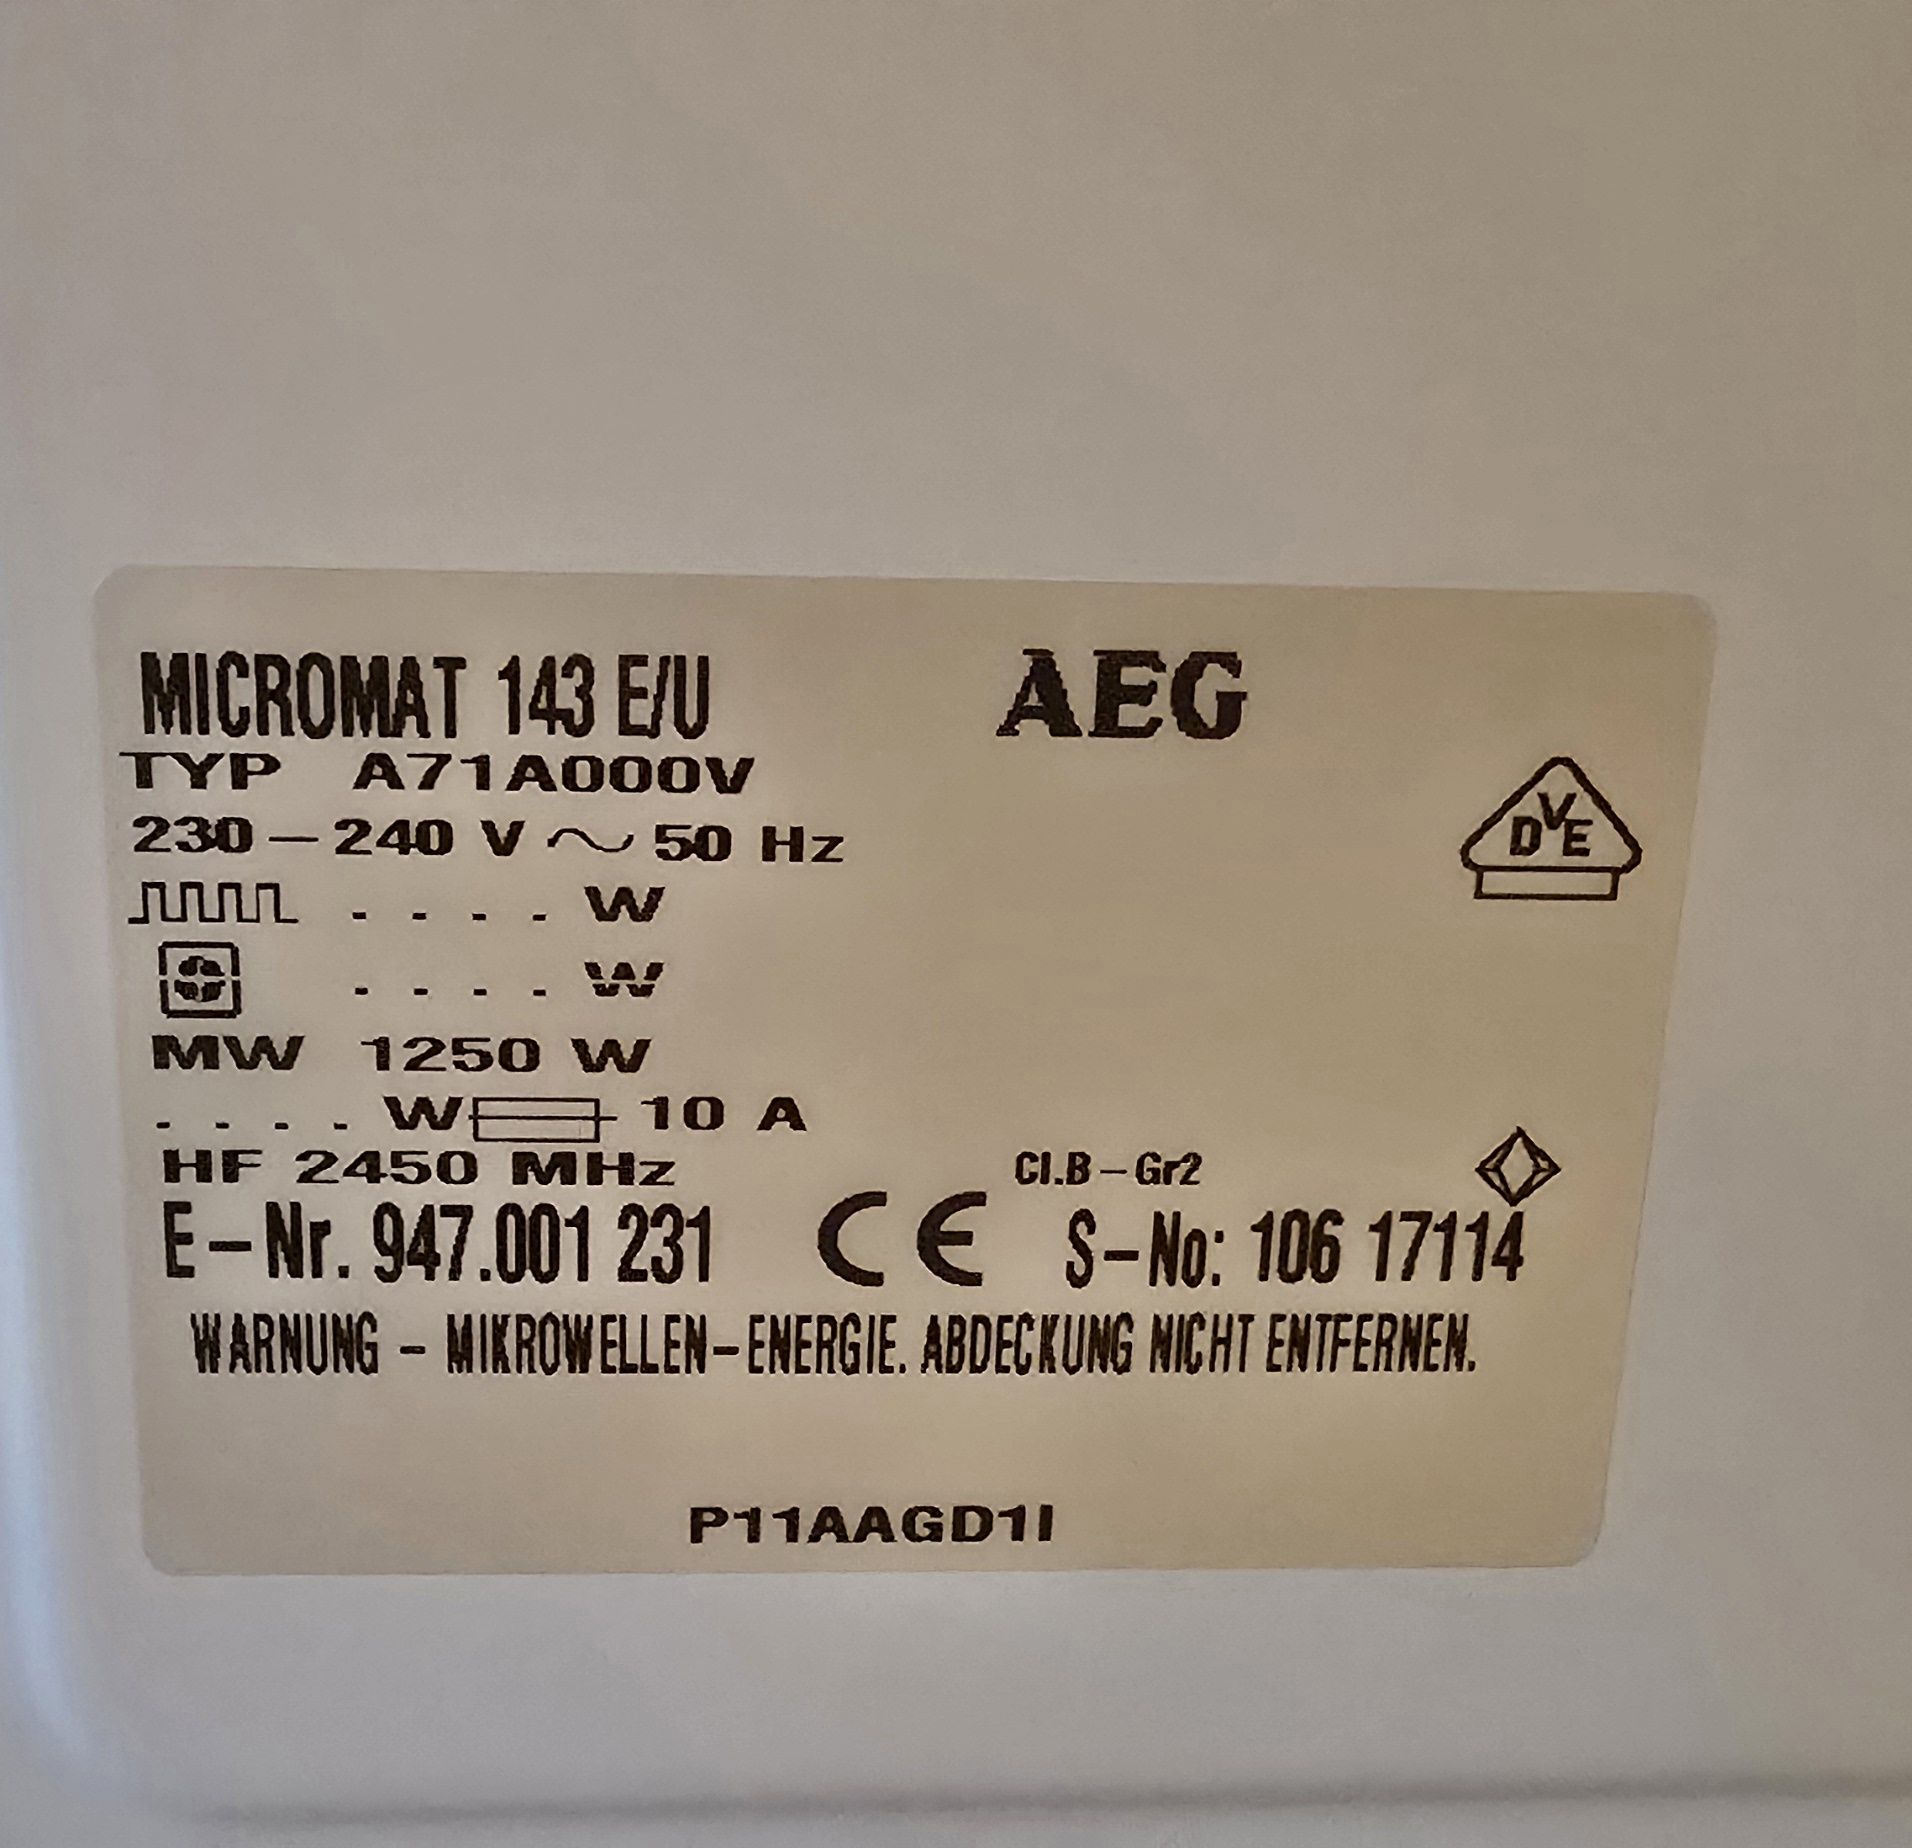 MICROMAT 143 E/U AEG
TYP A71A000V
230 – 240 V ~ 50 Hz
DVE
. . . . W
. . . . W
MW 1250 W
. . . . W 10 A
HF 2450 MHz Cl.B – Gr2
E – Nr. 947.001 231 CE S – No: 106 17114
WARNUNG – MIKROWELLEN – ENERGIE. ABDECKUNG NICHT ENTFERNEN.
P11AAGD1I